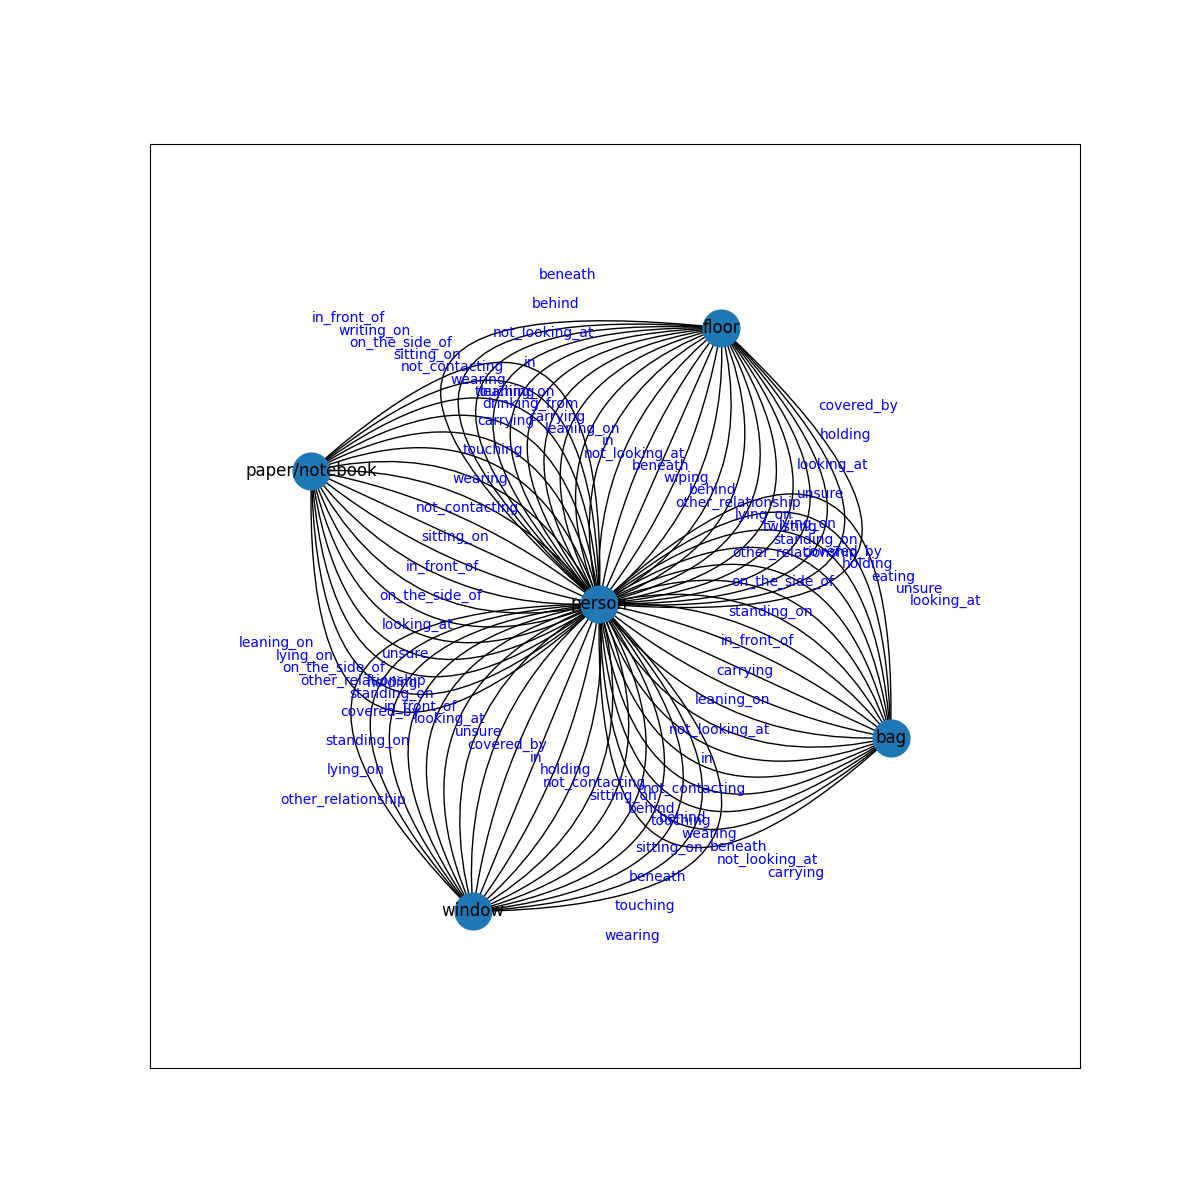 beneath
behind
in_front_of
writing_on
not_looking_at
floor
on_the_side_of
sitting_on
in
not_contacting
wearing
touching
leaning_on
drinking_from
covered_by
carrying
carrying
leaning_on
holding
in
touching
not_looking_at
looking_at
beneath
paper/notebook
wearing
wiping
behind
unsure
other_relationship
not_contacting
lying_on
lying_on
twisting
sitting_on
standing_on
other_relationship
covered_by
in_front_of
holding
eating
on_the_side_of
unsure
on_the_side_of
looking_at
person
standing_on
looking_at
leaning_on
in_front_of
lying_on
unsure
on_the_side_of
carrying
other_relationship
holding
standing_on
leaning_on
in_front_of
covered_by
looking_at
unsure
not_looking_at
bag
standing_on
covered_by
in
in
lying_on
holding
not_contacting
not_contacting
sitting_on
other_relationship
behind
behind
touching
wearing
sitting_on
beneath
not_looking_at
carrying
beneath
touching
window
wearing